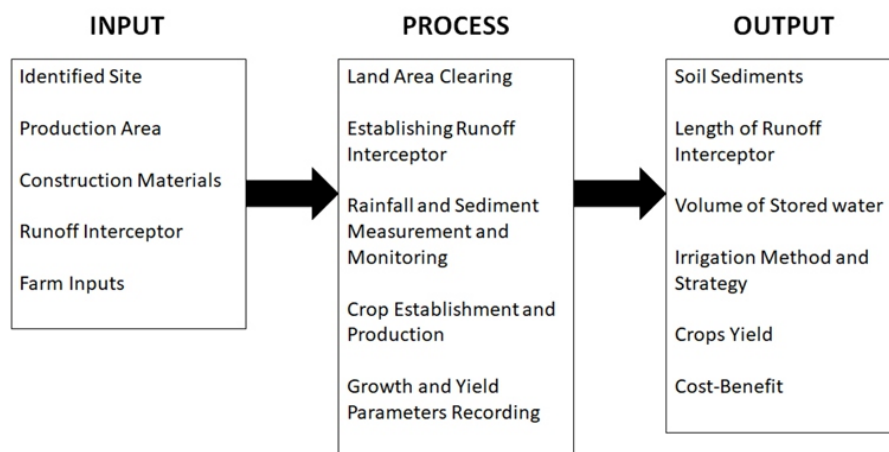 INPUT
Identified Site
Production Area
Construction Materials
Runoff Interceptor
Farm Inputs
PROCESS
Land Area Clearing
Establishing Runoff
Interceptor
Rainfall and Sediment
Measurement and
Monitoring
Crop Establishment and
Production
Growth and Yield
Parameters Recording
OUTPUT
Soil Sediments
Length of Runoff
Interceptor
Volume of Stored water
Irrigation Method and
Strategy
Crops Yield
Cost-Benefit